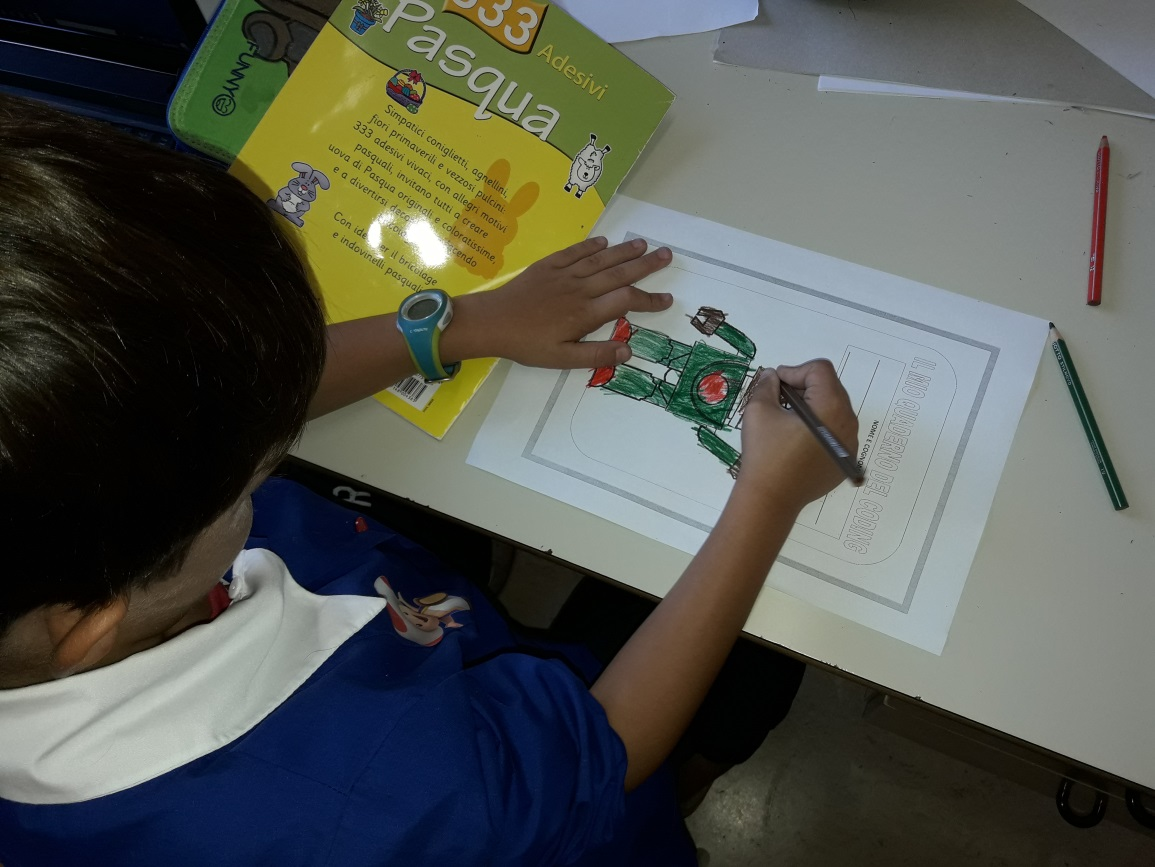 FUNNY
333
Adesivi
Pasqua
Simpatici coniglietti, agnellini,
fiori primaverili e vezzosi pulcini:
333 adesivi vivaci, con allegri motivi
pasquali, invitano tutti a creare
uova di Pasqua originali e coloratissime,
e a divertirsi
Con idee per il bricolage
e indovinelli pasquali
IL MIO QUADERNO DEL CODING
NOME E
R